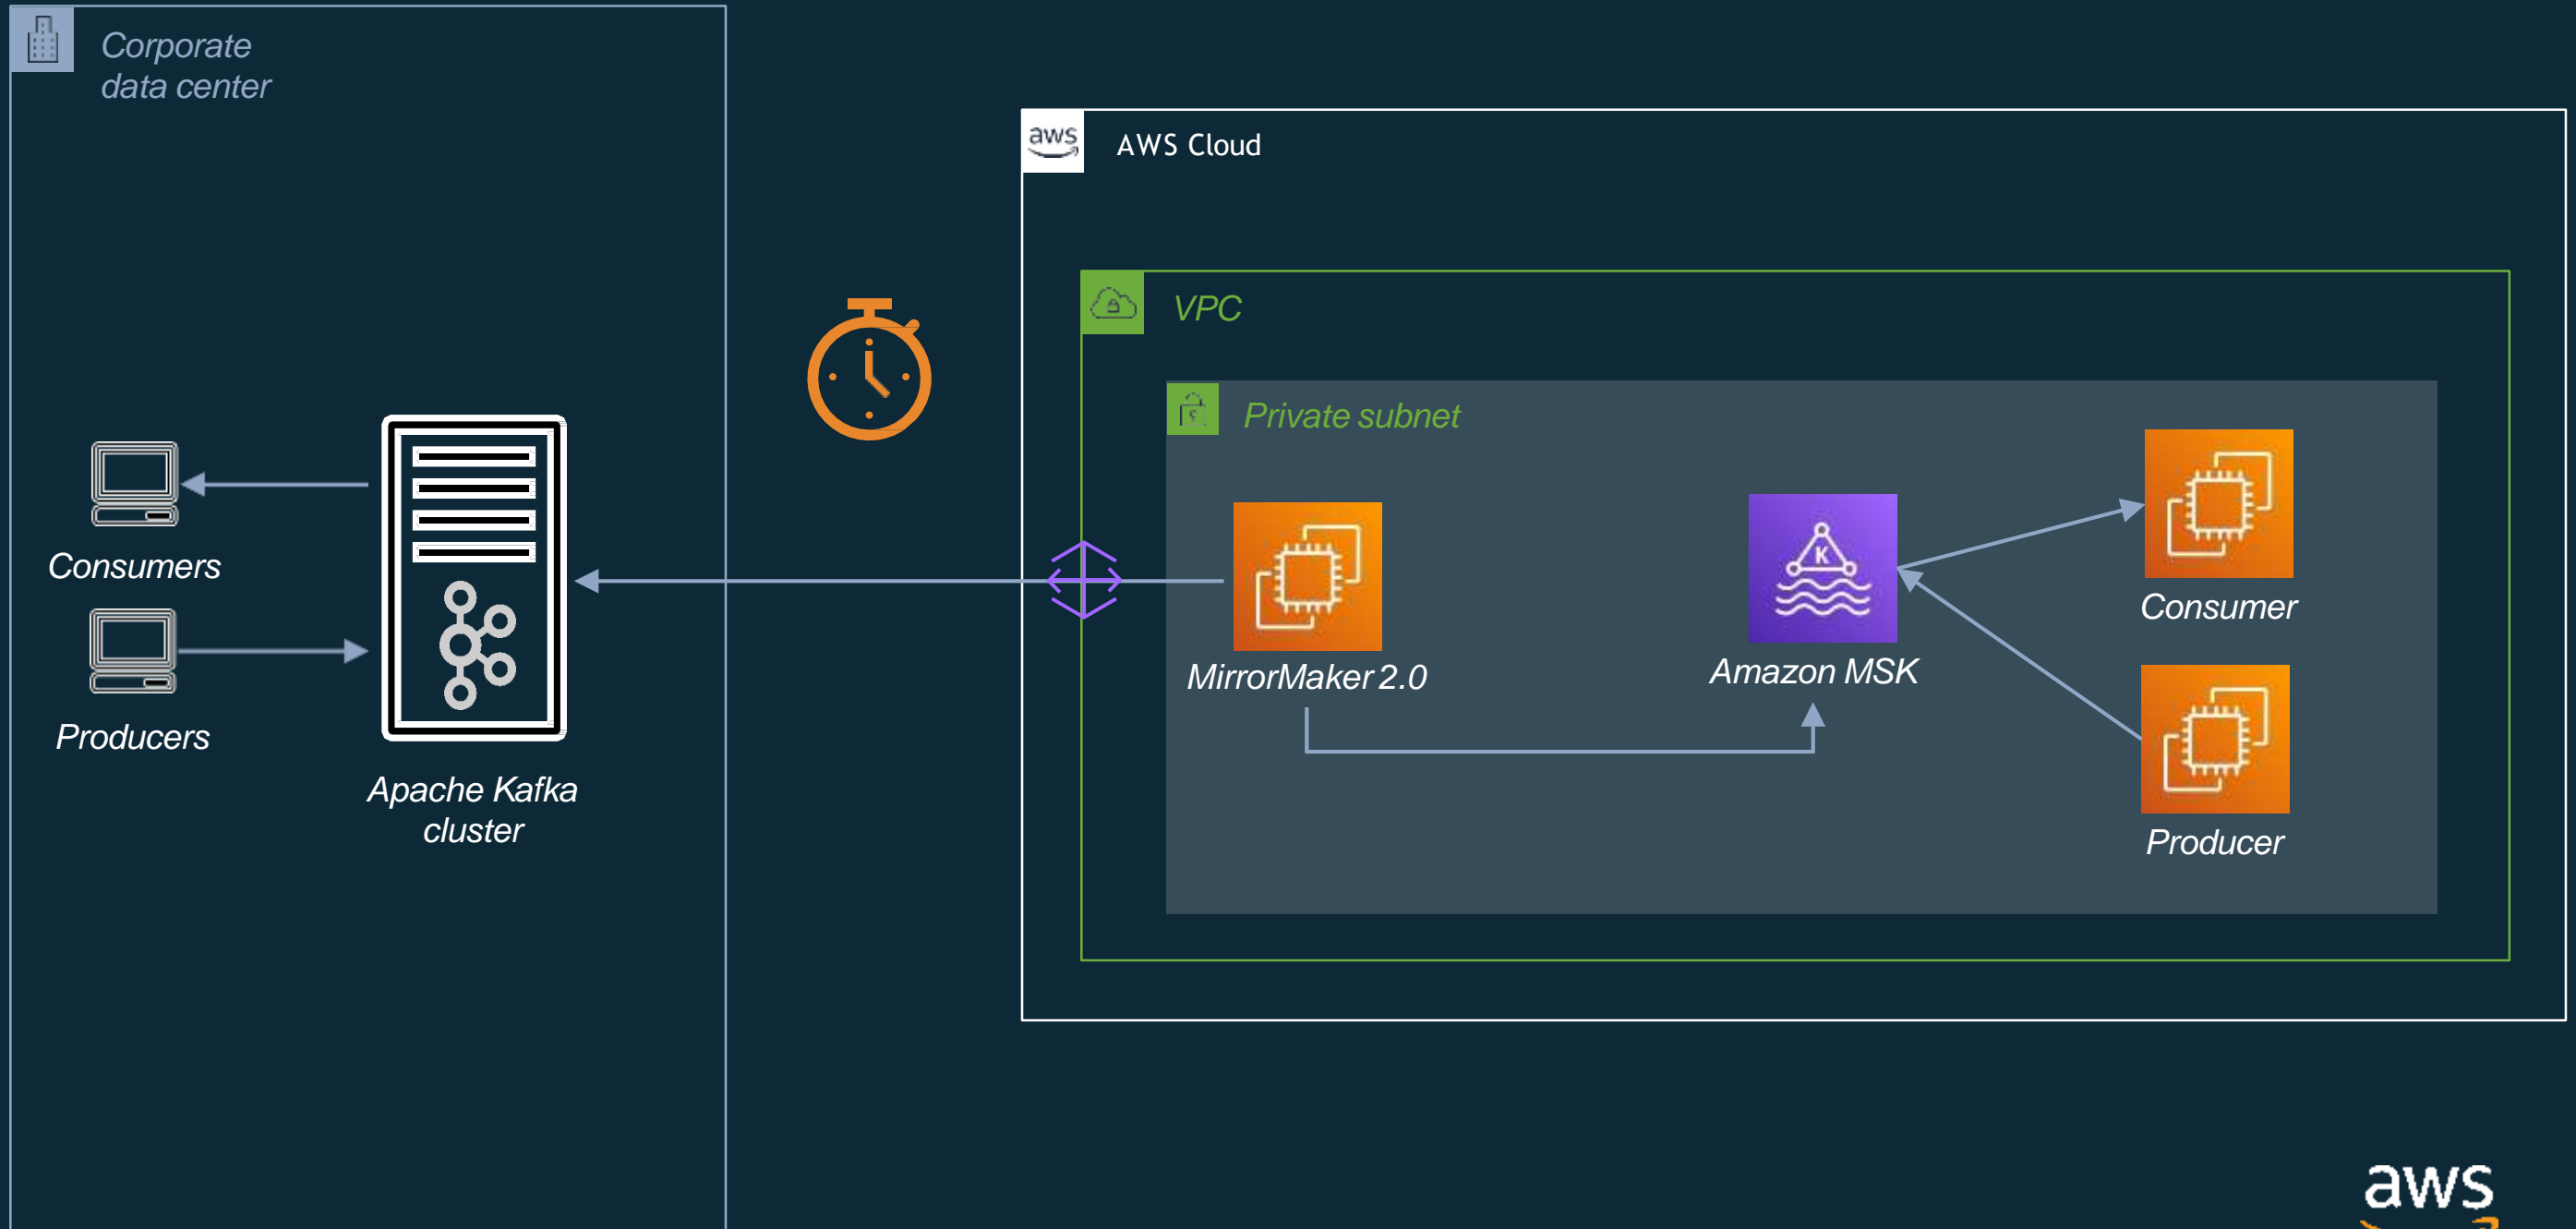 Corporate
data center
aws
AWS Cloud
VPC
Private subnet
Consumers
Producers
Apache Kafka
cluster
MirrorMaker 2.0
K
Amazon MSK
Consumer
Producer
aws